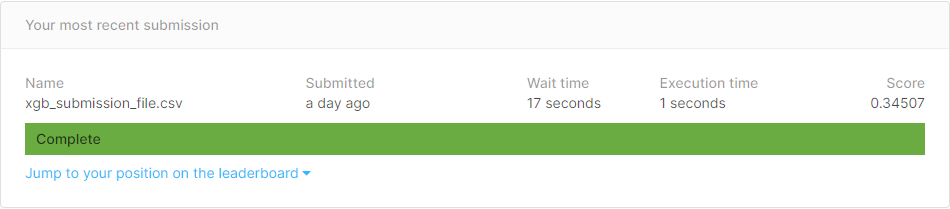 Your most recent submission
Name Submitted Wait time Execution time Score
xgb_submission_file.csv a day ago 17 seconds 1 seconds 0.34507
Complete
Jump to your position on the leaderboard